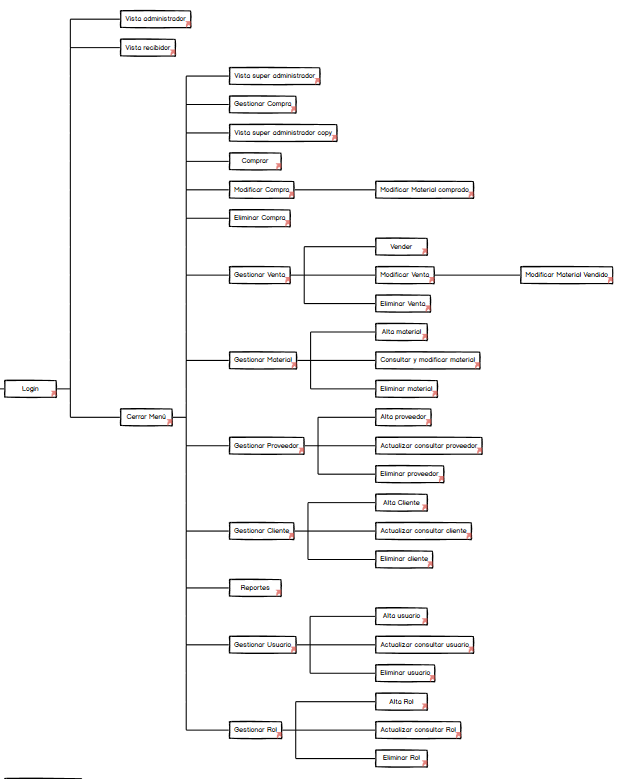 Vista administrador
Vista recibidor
Vista super administrador
Gestionar Compra
Vista super administrador copy
Comprar
Modificar Compra
Modificar Material comprado
Eliminar Compra
Vender
Gestionar Venta
Modificar Venta
Modificar Material Vendido
Eliminar Venta
Alta material
Gestionar Material
Consultar y modificar material
Login
Eliminar material
Cerrar Menú
Alta proveedor
Gestionar Proveedor
Actualizar consultar proveedor
Eliminar proveedor
Alta Cliente
Gestionar Cliente
Actualizar consultar cliente
Eliminar cliente
Reportes
Alta usuario
Gestionar Usuario
Actualizar consultar usuario
Eliminar usuario
Alta Rol
Gestionar Rol
Actualizar consultar Rol
Eliminar Rol